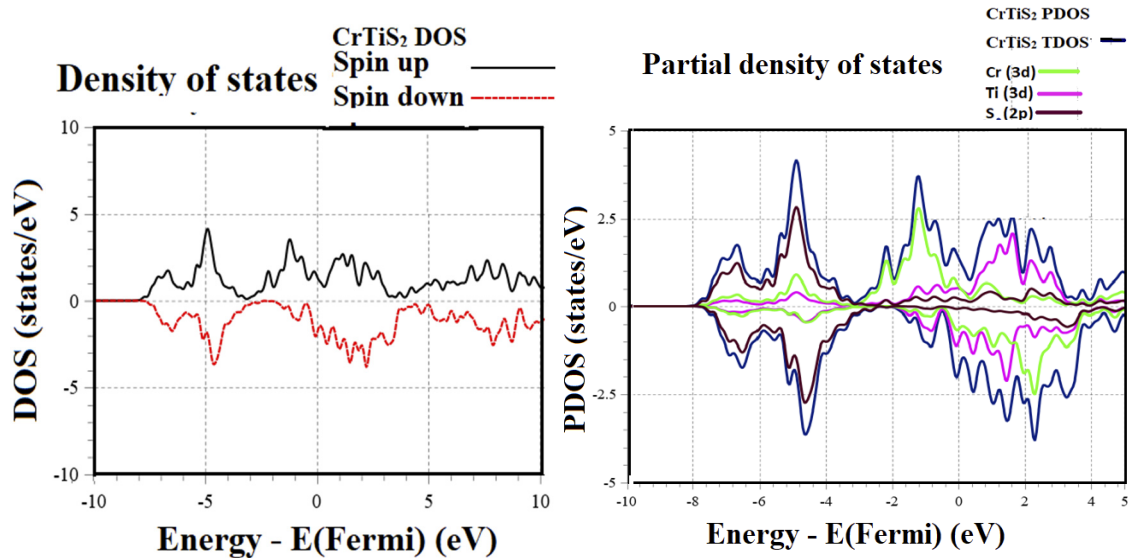 CrTiS₂ DOS
Density of states
Spin up
Spin down
10
5
0
-5
-10
DOS (states/eV)
-10 -5 0 5 10
Energy - E(Fermi) (eV)
CrTiS₂ PDOS
CrTiS₂ TDOS
Partial density of states
Cr (3d)
Ti (3d)
S (2p)
5
2.5
0
-2.5
-5
PDOS (states/eV)
-10 -8 -6 -4 -2 0 2 4 5
Energy - E(Fermi) (eV)